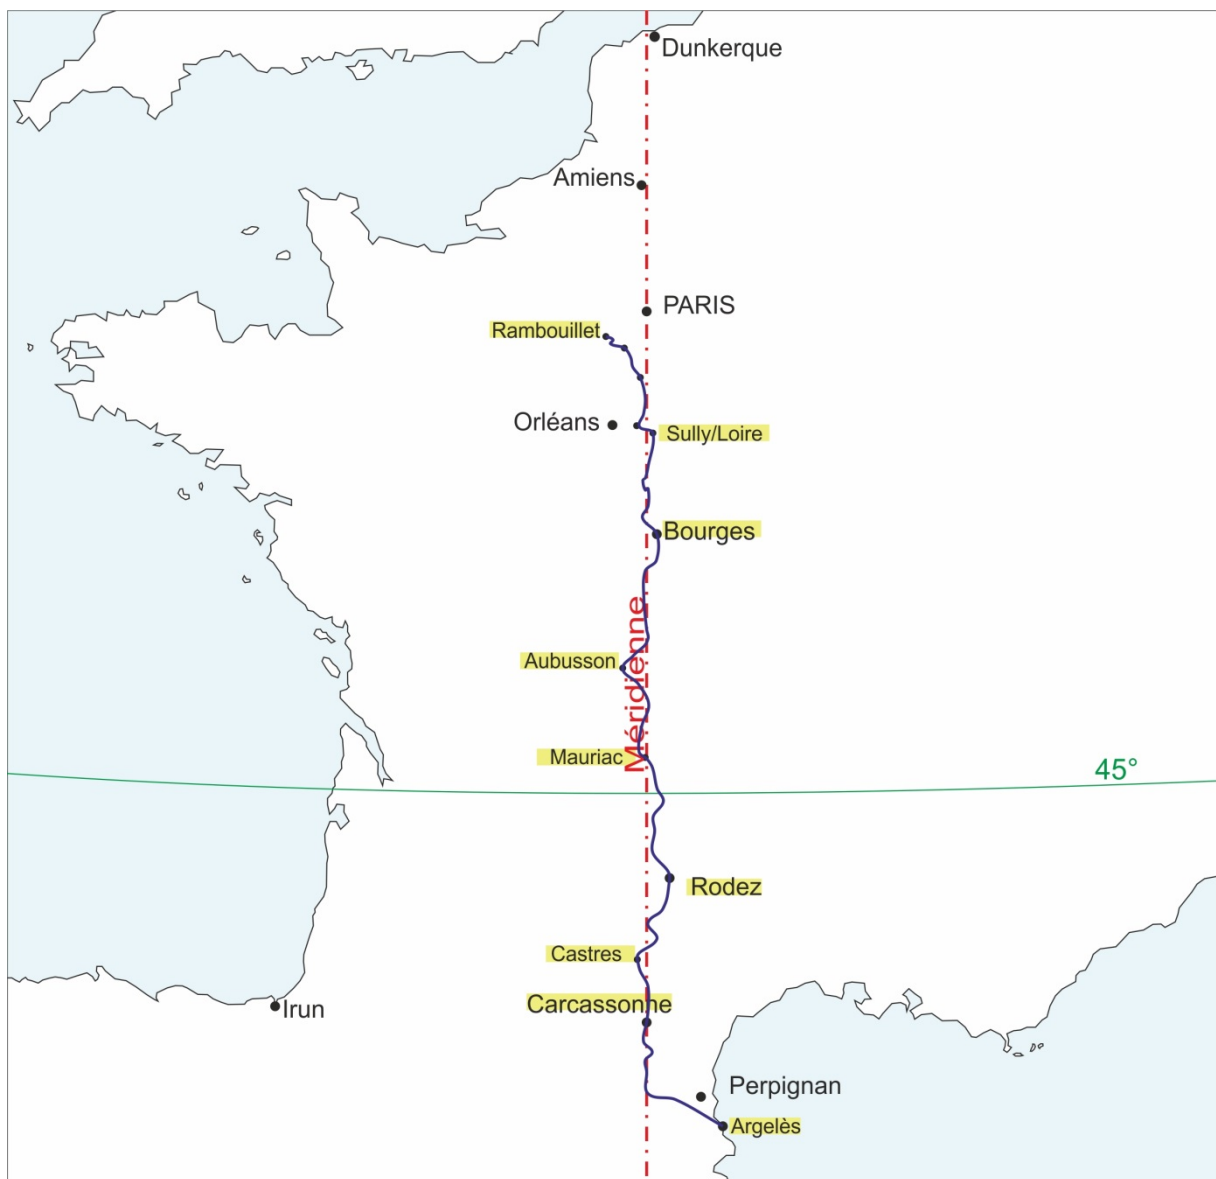 Dunkerque
Amiens
PARIS
Rambouillet
Orléans
Sully/Loire
Bourges
Méridienne
Aubusson
Mauriac
45°
Rodez
Castres
Carcassonne
Irun
Perpignan
Argelès